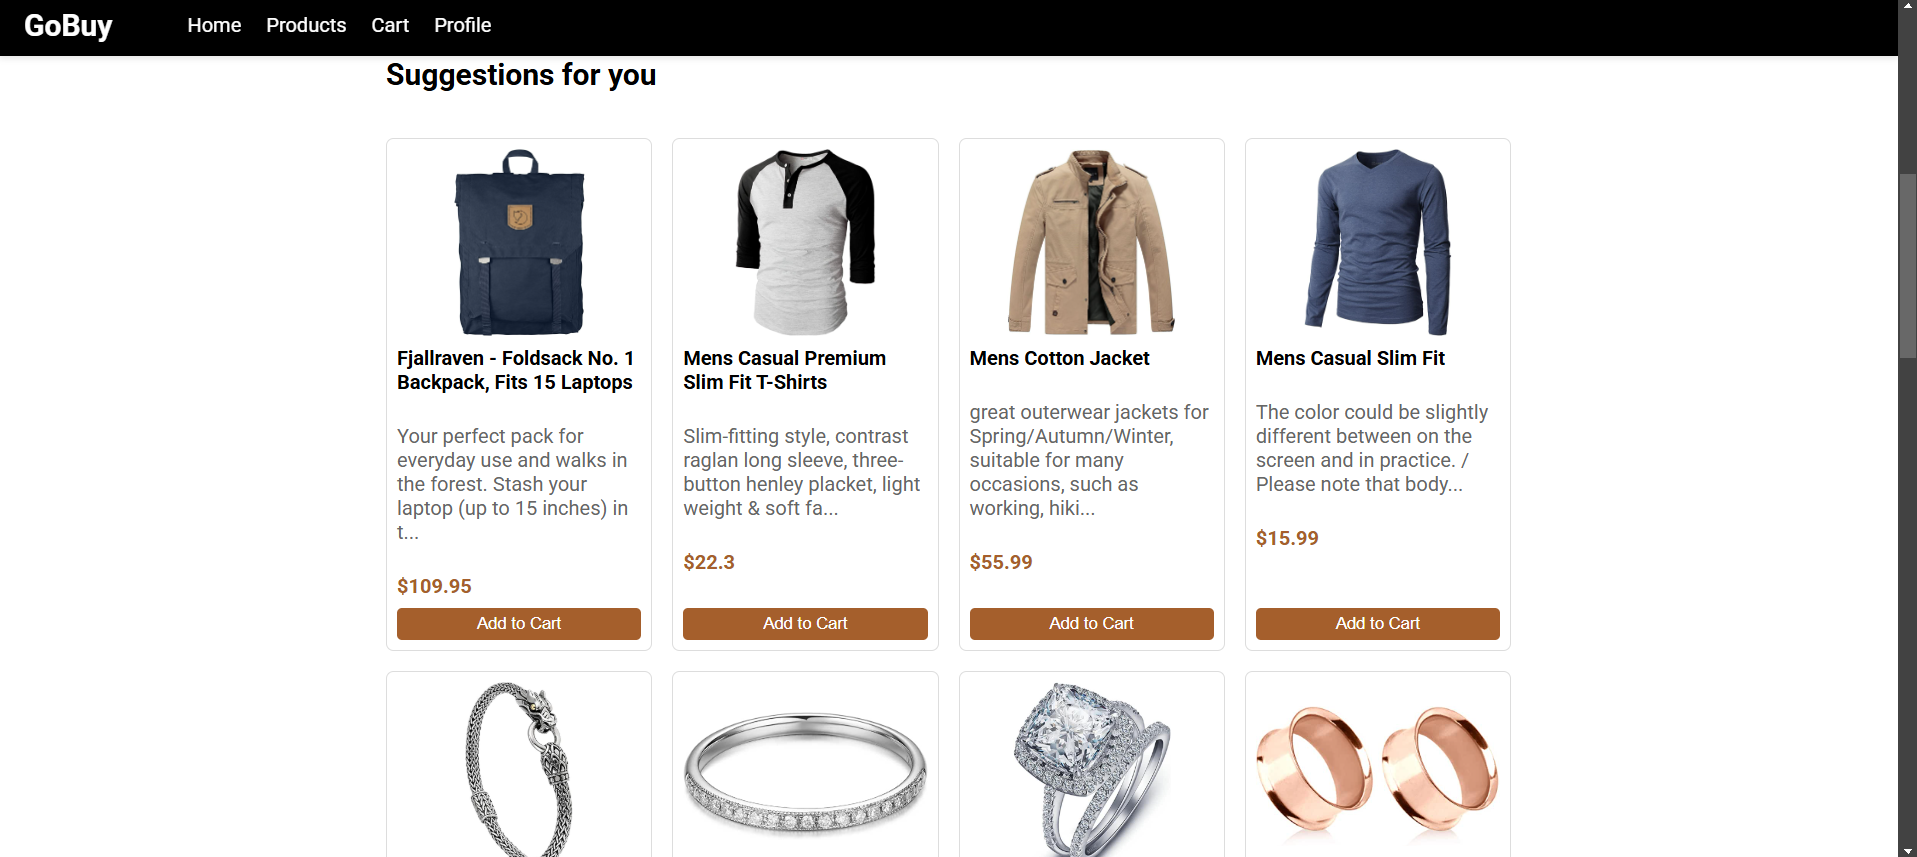 GoBuy Home Products Cart Profile
Suggestions for you
Fjallraven - Foldsack No. 1
Backpack, Fits 15 Laptops
Your perfect pack for
everyday use and walks in
the forest. Stash your
laptop (up to 15 inches) in
t...
$109.95
Add to Cart
Mens Casual Premium
Slim Fit T-Shirts
Slim-fitting style, contrast
raglan long sleeve, three-
button henley placket, light
weight & soft fa...
$22.3
Add to Cart
Mens Cotton Jacket
great outerwear jackets for
Spring/Autumn/Winter,
suitable for many
occasions, such as
working, hiki...
$55.99
Add to Cart
Mens Casual Slim Fit
The color could be slightly
different between on the
screen and in practice. /
Please note that body...
$15.99
Add to Cart